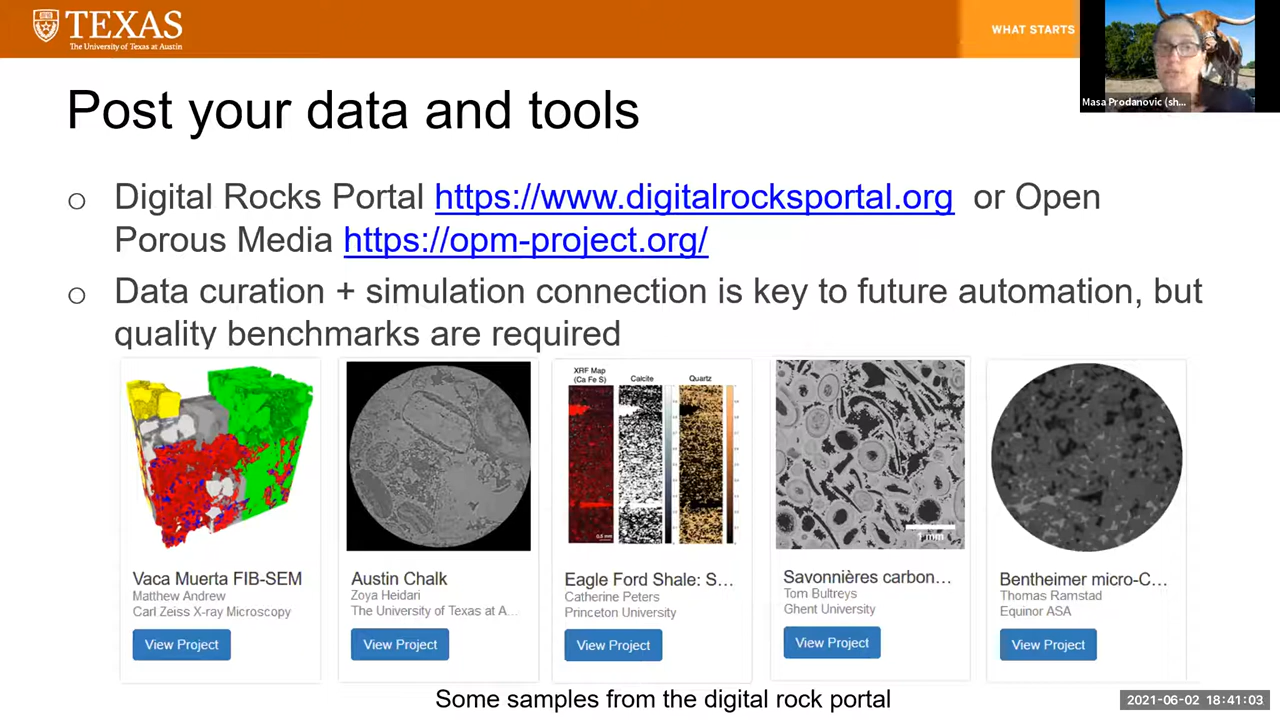 TEXAS
The University of Texas at Austin
WHAT STARTS
Masa Prodanovic (sh...
Post your data and tools
Digital Rocks Portal https://www.digitalrocksportal.org or Open
Porous Media https://opm-project.org/
Data curation + simulation connection is key to future automation, but
quality benchmarks are required
XRF Map
(Ca Fe S)
Calcite
Quartz
0.5 mm
1 mm
Vaca Muerta FIB-SEM
Matthew Andrew
Carl Zeiss X-ray Microscopy
View Project
Austin Chalk
Zoya Heidari
The University of Texas at A...
View Project
Eagle Ford Shale: S...
Catherine Peters
Princeton University
View Project
Savonnières carbon...
Tom Bultreys
Ghent University
View Project
Bentheimer micro-C...
Thomas Ramstad
Equinor ASA
View Project
Some samples from the digital rock portal
2021-06-02 18:41:03